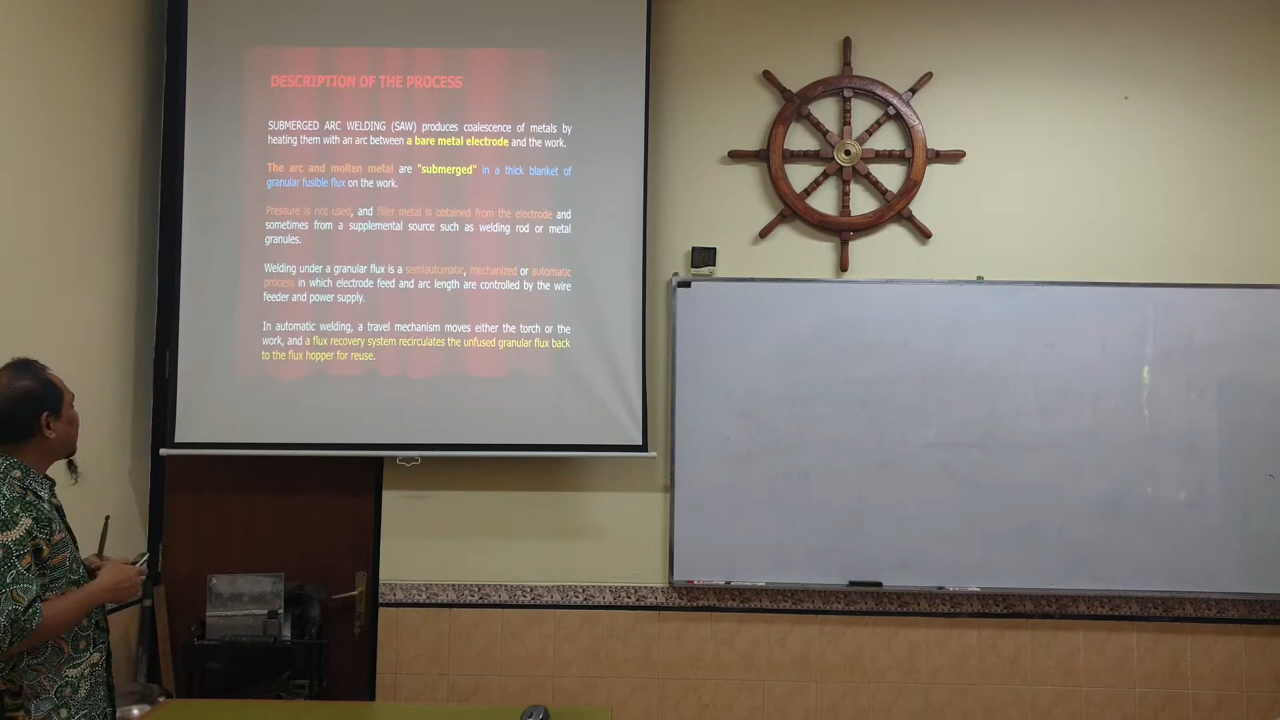 DESCRIPTION OF THE PROCESS
SUBMERGED ARC WELDING (SAW) produces coalescence of metals by
heating them with an arc between a bare metal electrode and the work.
The arc and molten metal are "submerged" in a thick blanket of
granular fusible flux on the work.
Pressure is not used, and filler metal is obtained from the electrode and
sometimes from a supplemental source such as welding rod or metal
granules.
Welding under a granular flux is a semiautomatic, mechanized or automatic
process in which electrode feed and arc length are controlled by the wire
feeder and power supply.
In automatic welding, a travel mechanism moves either the torch or the
work, and a flux recovery system recirculates the unfused granular flux back
to the flux hopper for reuse.